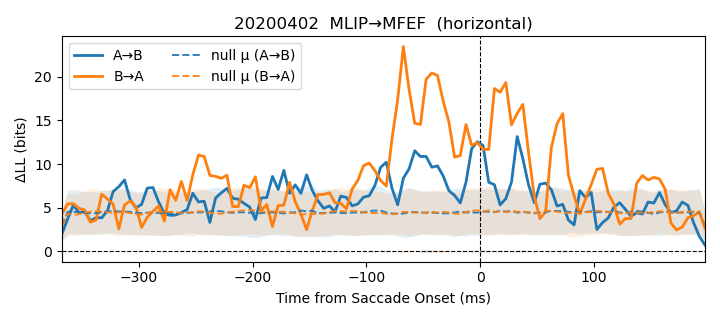 20200402  MLIP→MFEF  (horizontal)
A→B
B→A
null μ (A→B)
null μ (B→A)
ΔLL (bits)
20
15
10
5
0
−300
−200
−100
0
100
Time from Saccade Onset (ms)